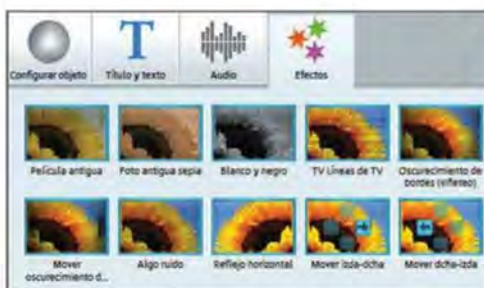 Configurar objeto
Título y texto
Audio
Efectos
Película antigua
Foto antigua sepia
Blanco y negro
TV Líneas de TV
Oscurecimiento de
bordes (viñeteo)
Mover
oscurecimiento d...
Algo ruido
Reflejo horizontal
Mover izda-dcha
Mover dcha-izda